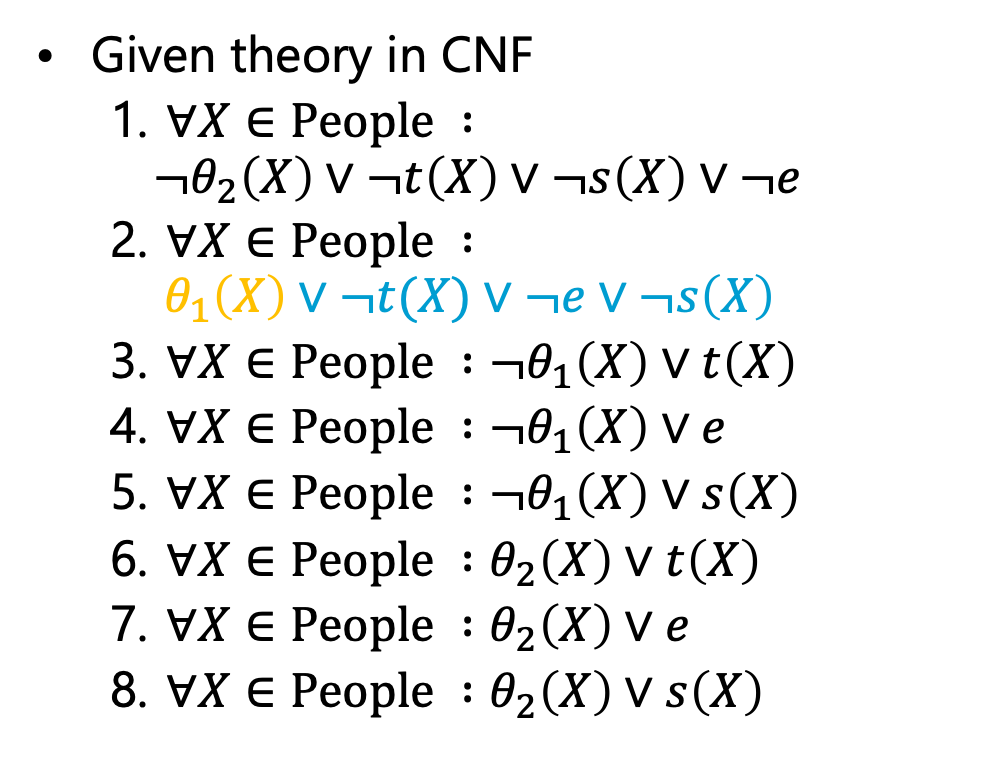 • Given theory in CNF
1. ∀X ∈ People :
¬θ₂(X) ∨ ¬t(X) ∨ ¬s(X) ∨ ¬e
2. ∀X ∈ People :
θ₁(X) ∨ ¬t(X) ∨ ¬e ∨ ¬s(X)
3. ∀X ∈ People : ¬θ₁(X) ∨ t(X)
4. ∀X ∈ People : ¬θ₁(X) ∨ e
5. ∀X ∈ People : ¬θ₁(X) ∨ s(X)
6. ∀X ∈ People : θ₂(X) ∨ t(X)
7. ∀X ∈ People : θ₂(X) ∨ e
8. ∀X ∈ People : θ₂(X) ∨ s(X)